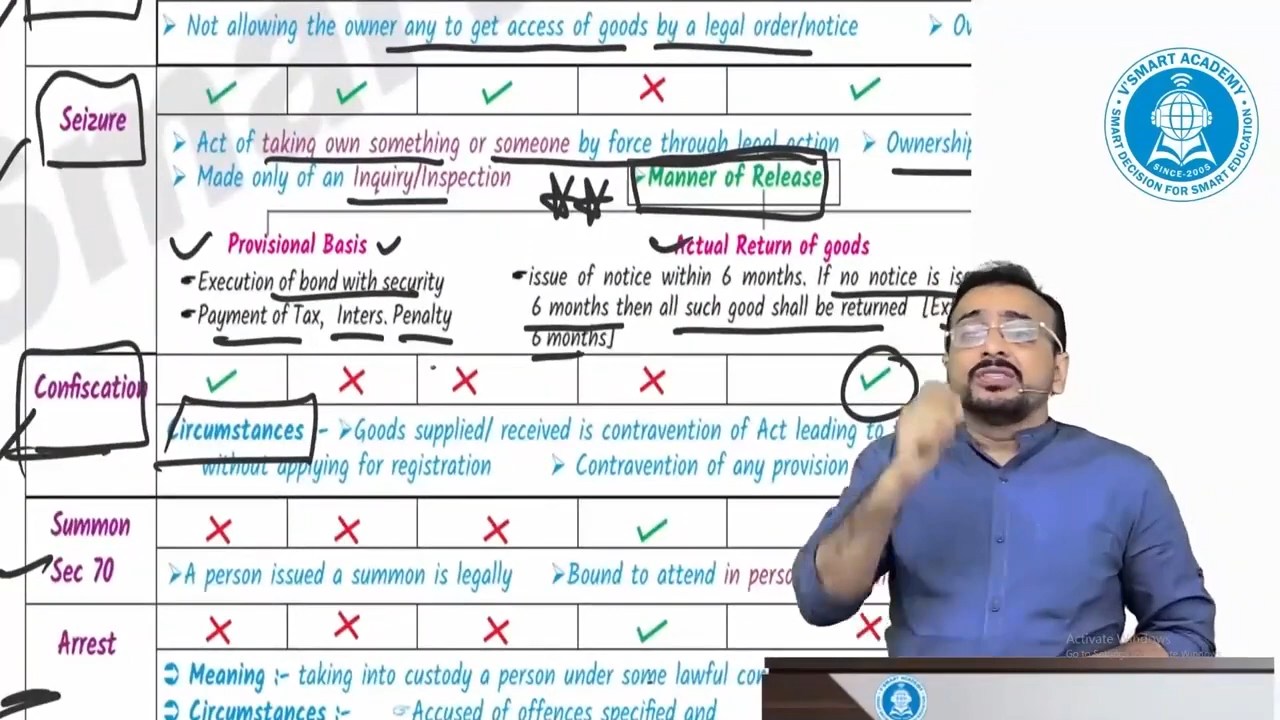 Not allowing the owner any to get access of goods by a legal order/notice
Seizure
Act of taking own something or someone by force through legal action
Ownership
Made only of an Inquiry/Inspection
Manner of Release
Provisional Basis
Actual Return of goods
Execution of bond with security
issue of notice within 6 months. If no notice is
Payment of Tax, Inters. Penalty
6 months then all such good shall be returned
6 months]
Confiscation
Circumstances - Goods supplied/ received is contravention of Act leading to
without applying for registration
Contravention of any provision
Summon
Sec 70
A person issued a summon is legally
Bound to attend in
Arrest
Meaning :- taking into custody a person under some lawful
Circumstances :- Accused of offences specified and
V'SMART ACADEMY
SINCE-2005
SMART DECISION FOR SMART EDUCATION
Activate Windows